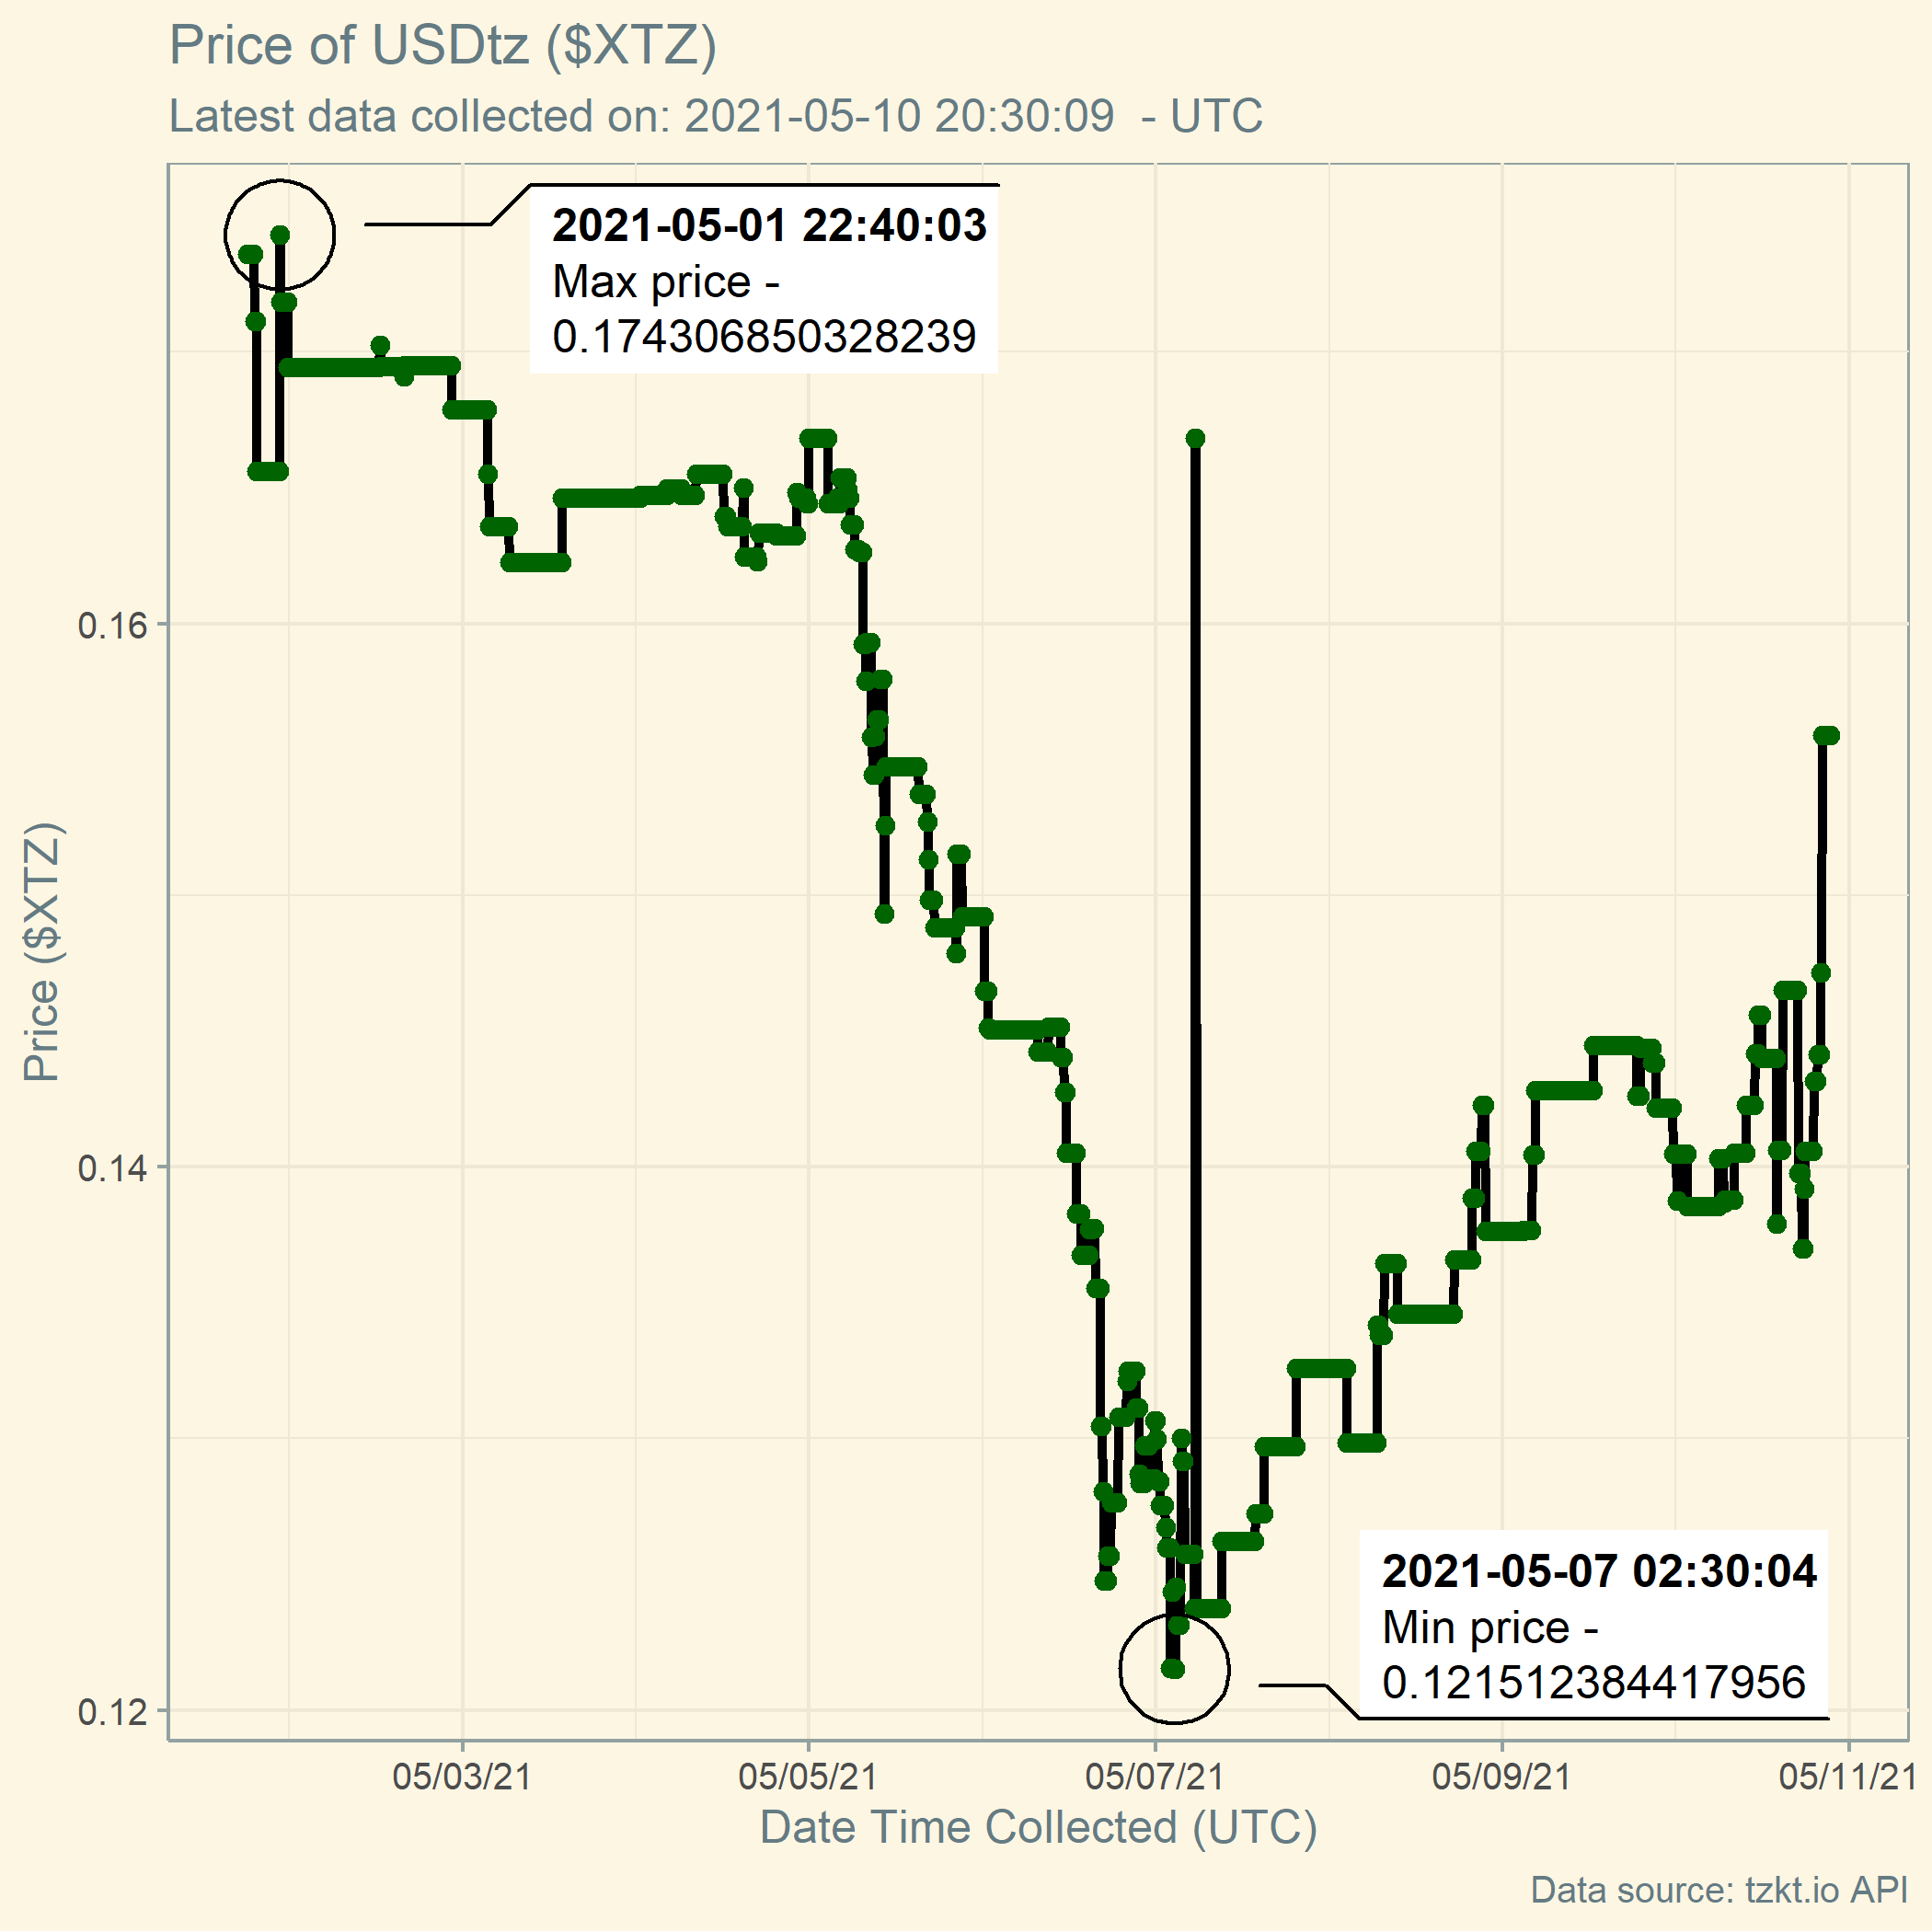 Price of USDtz ($XTZ)
Latest data collected on: 2021-05-10 20:30:09  - UTC
2021-05-01 22:40:03
Max price -
0.174306850328239
0.16
0.14
0.12
Price ($XTZ)
2021-05-07 02:30:04
Min price -
0.121512384417956
05/03/21
05/05/21
05/07/21
05/09/21
05/11/21
Date Time Collected (UTC)
Data source: tzkt.io API